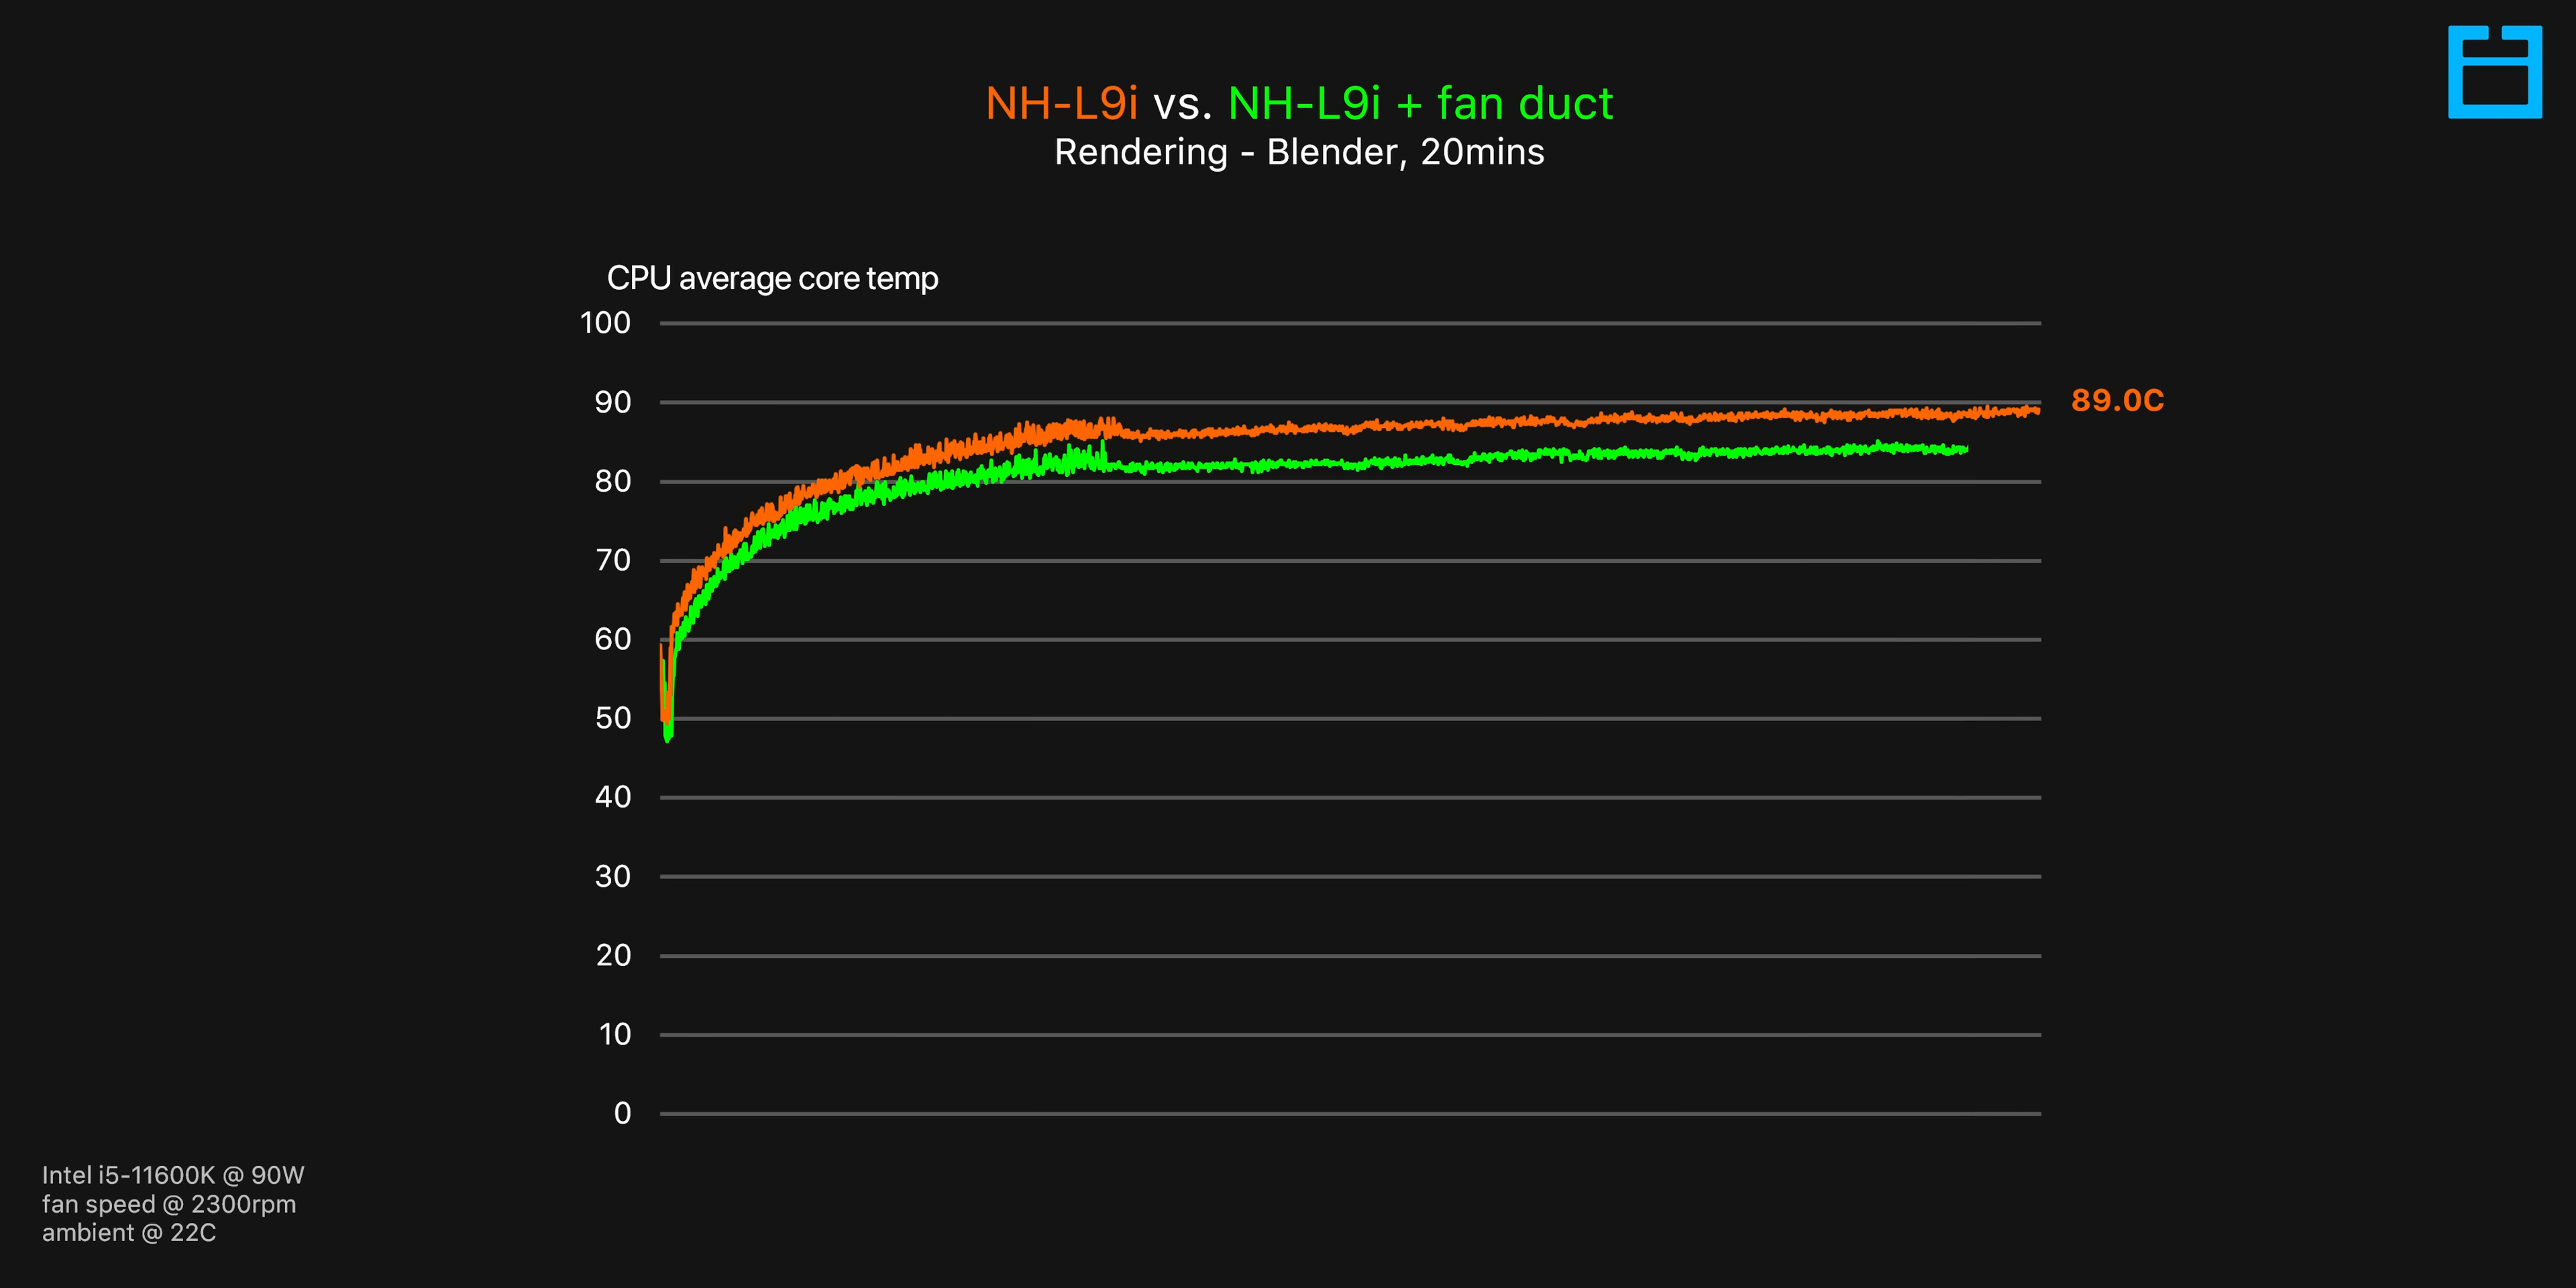 NH-L9i vs. NH-L9i + fan duct
Rendering - Blender, 20mins
CPU average core temp
100
90
89.0C
80
70
60
50
40
30
20
10
0
Intel i5-11600K @ 90W
fan speed @ 2300rpm
ambient @ 22C